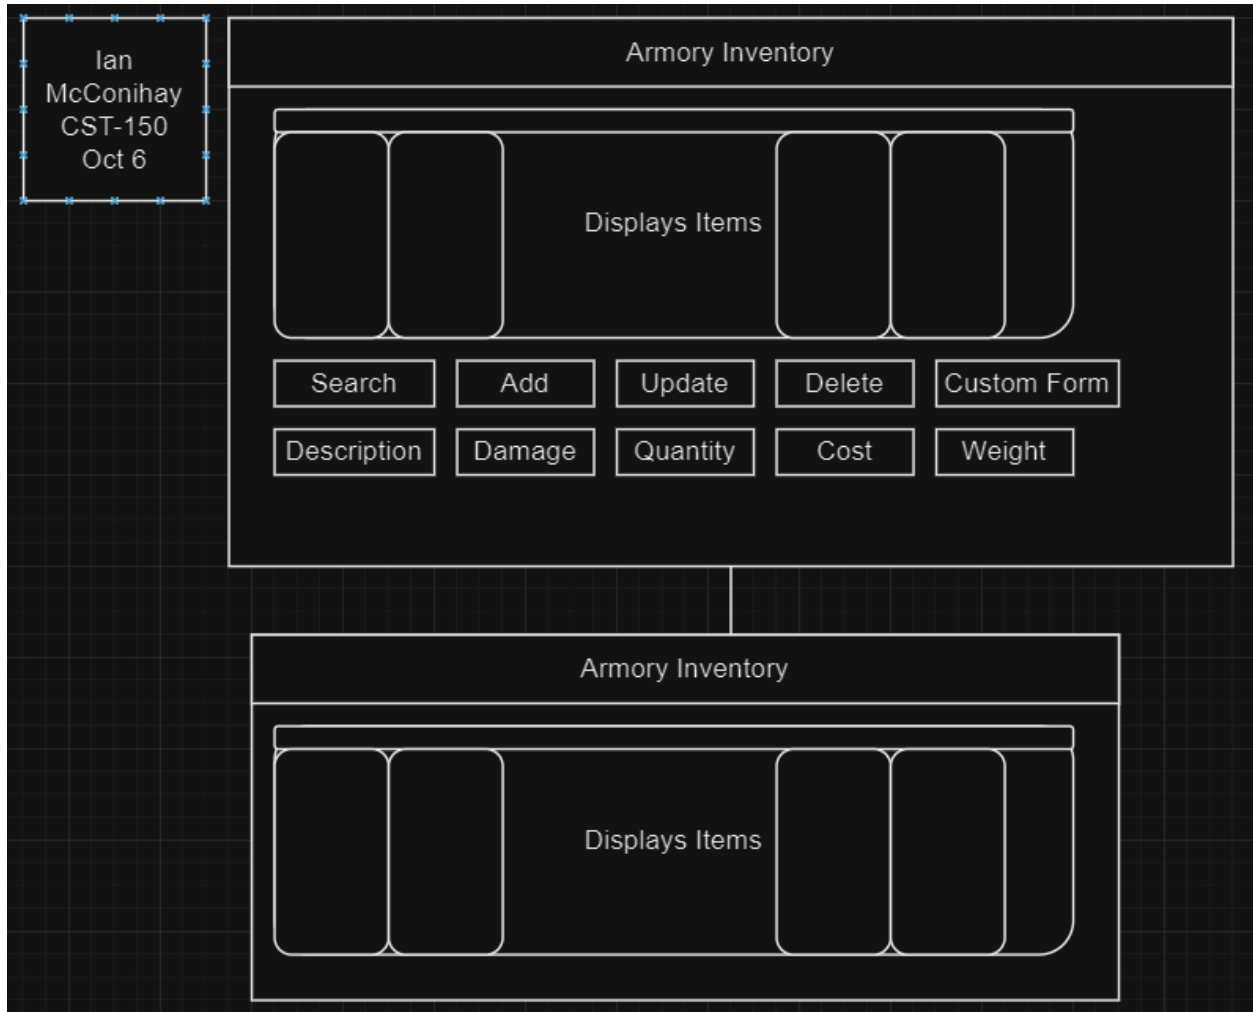 Ian
McConihay
CST-150
Oct 6
Armory Inventory
Displays Items
Search Add Update Delete Custom Form
Description Damage Quantity Cost Weight
Armory Inventory
Displays Items